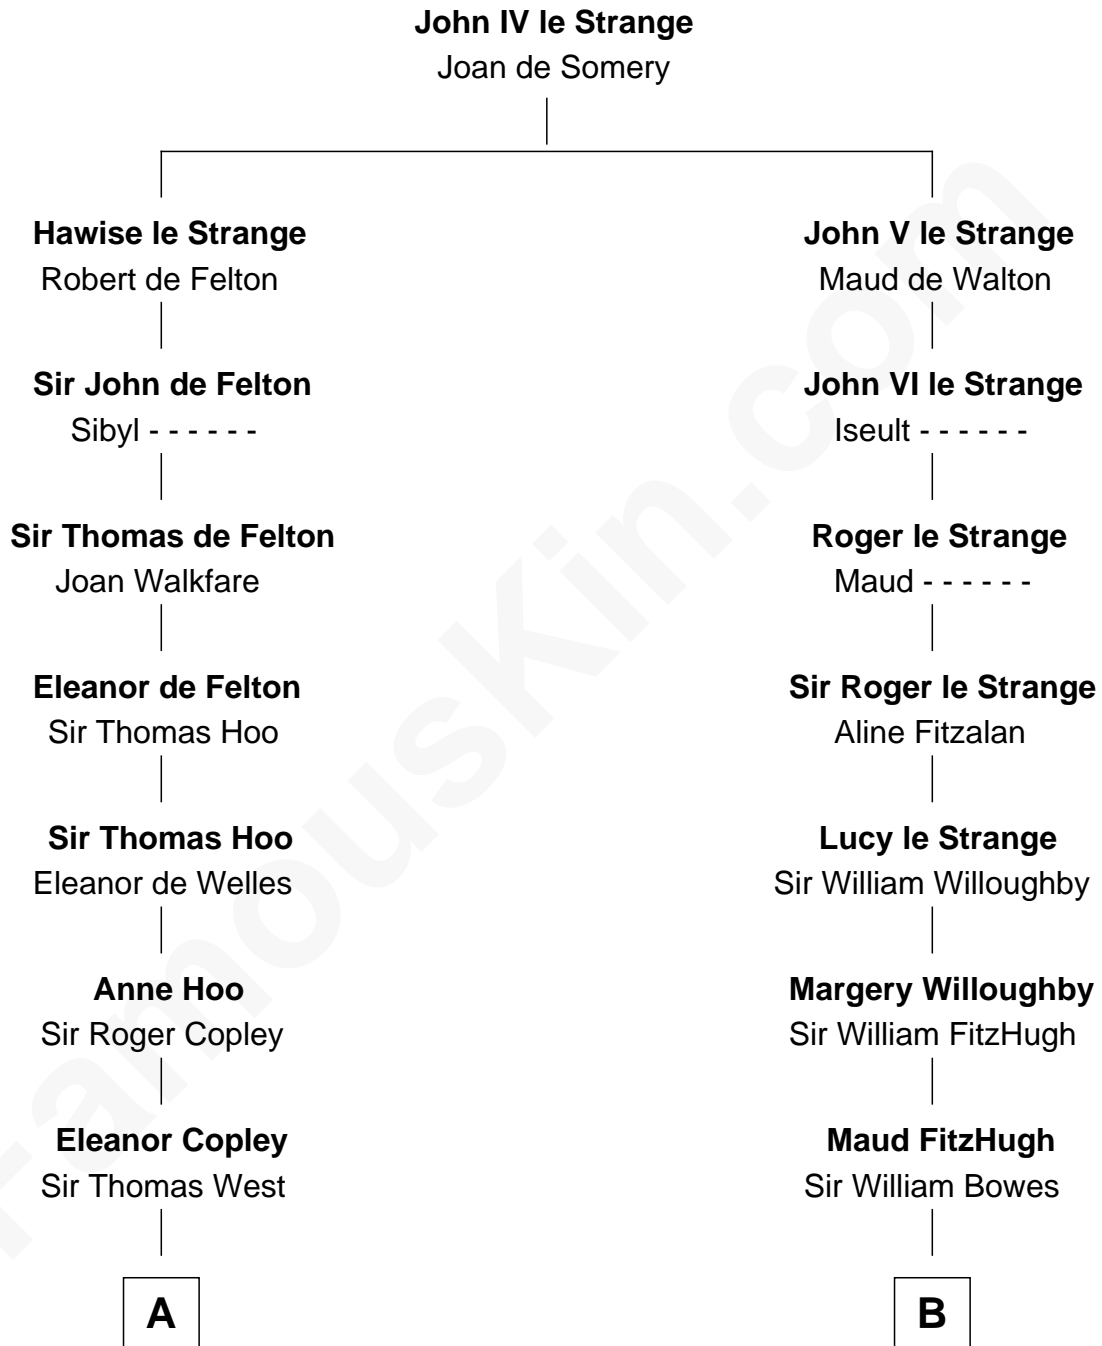 John IV le Strange
Joan de Somery
Hawise le Strange
Robert de Felton
John V le Strange
Maud de Walton
Sir John de Felton
Sibyl - - - - - -
John VI le Strange
Iseult - - - - - -
Sir Thomas de Felton
Joan Walkfare
Roger le Strange
Maud - - - - - -
Eleanor de Felton
Sir Thomas Hoo
Sir Roger le Strange
Aline Fitzalan
Sir Thomas Hoo
Eleanor de Welles
Lucy le Strange
Sir William Willoughby
Anne Hoo
Sir Roger Copley
Margery Willoughby
Sir William FitzHugh
Eleanor Copley
Sir Thomas West
Maud FitzHugh
Sir William Bowes
A
B
FamousKin.com